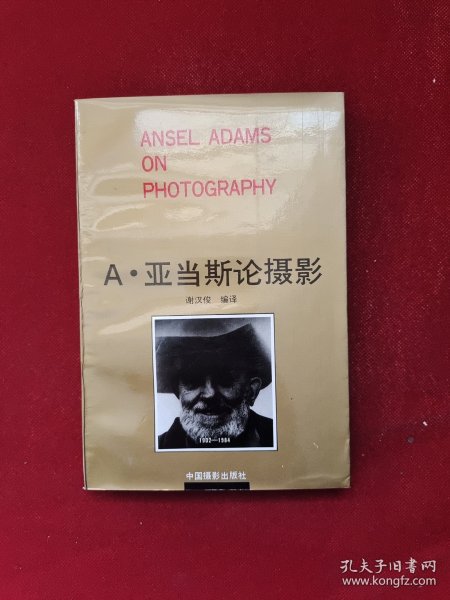 ANSEL ADAMS
ON
PHOTOGRAPHY
A·亚当斯论摄影
谢汉俊 编译
1902—1984
中国摄影出版社
孔夫子旧书网
www.kongfz.com